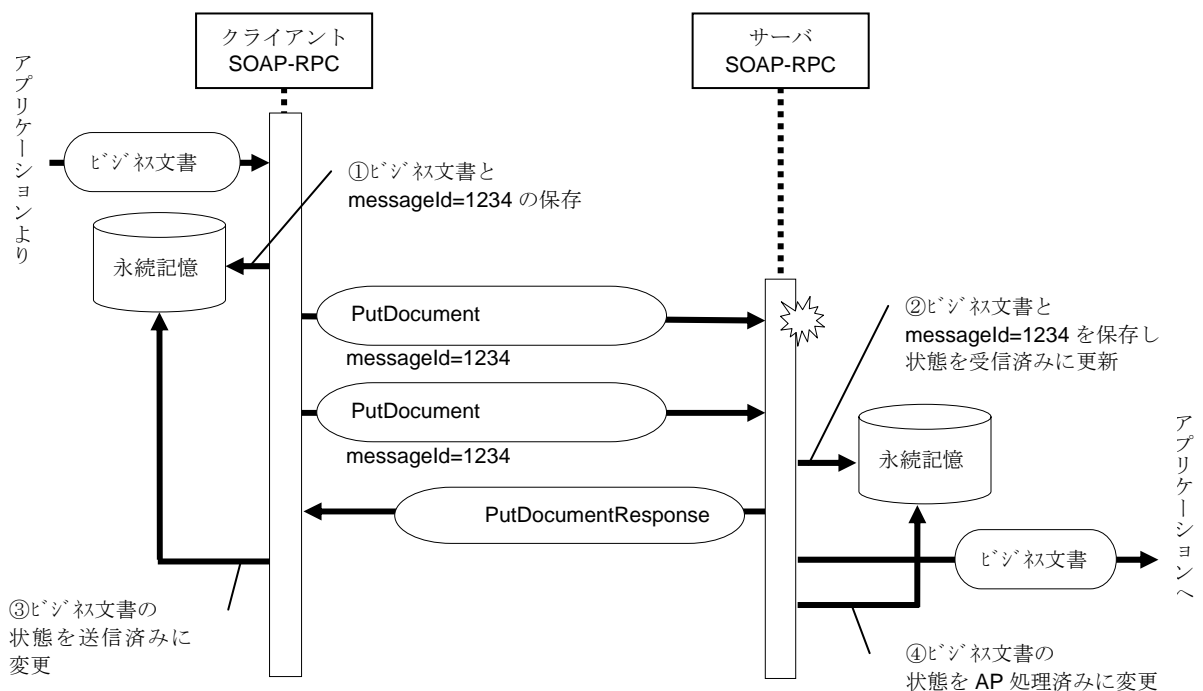 クライアント
SOAP-RPC
サーバ
SOAP-RPC
アプリケーションより
ﾋﾞｼﾞﾈｽ文書
①ﾋﾞｼﾞﾈｽ文書と
messageId=1234 の保存
永続記憶
PutDocument
messageId=1234
②ﾋﾞｼﾞﾈｽ文書と
messageId=1234 を保存し
状態を受信済みに更新
PutDocument
messageId=1234
永続記憶
アプリケーションへ
PutDocumentResponse
ﾋﾞｼﾞﾈｽ文書
③ﾋﾞｼﾞﾈｽ文書の
状態を送信済みに
変更
④ﾋﾞｼﾞﾈｽ文書の
状態を AP 処理済みに変更